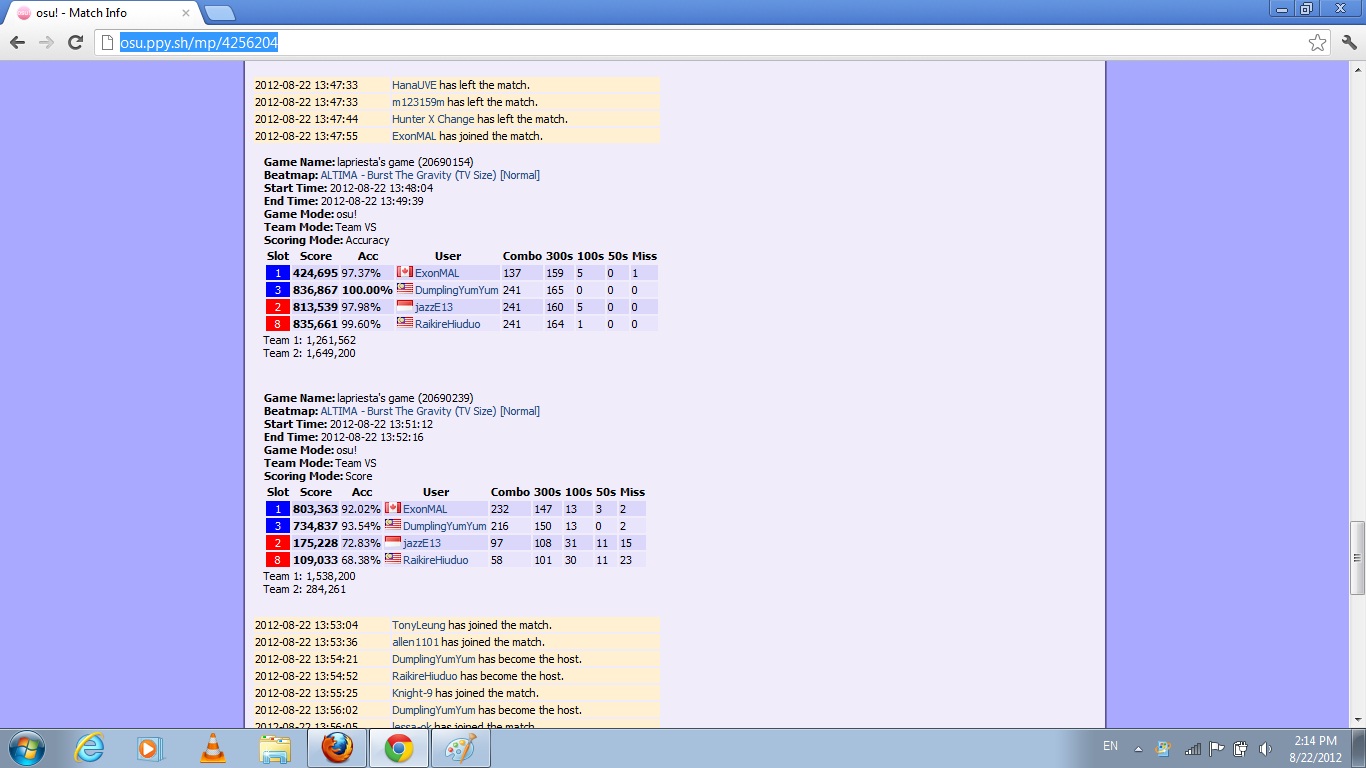 osu! - Match Info
osu.ppy.sh/mp/4256204
2012-08-22 13:47:33 HanaUVE has left the match.
2012-08-22 13:47:33 m123159m has left the match.
2012-08-22 13:47:44 Hunter X Change has left the match.
2012-08-22 13:47:55 ExonMAL has joined the match.
Game Name: lapriesta's game (20690154)
Beatmap: ALTIMA - Burst The Gravity (TV Size) [Normal]
Start Time: 2012-08-22 13:48:04
End Time: 2012-08-22 13:49:39
Game Mode: osu!
Team Mode: Team VS
Scoring Mode: Accuracy
Slot Score Acc User Combo 300s 100s 50s Miss
1 424,695 97.37% ExonMAL 137 159 5 0 1
3 836,867 100.00% DumplingYumYum 241 165 0 0 0
2 813,539 97.98% jazzE13 241 160 5 0 0
8 835,661 99.60% RaikireHiuduo 241 164 1 0 0
Team 1: 1,261,562
Team 2: 1,649,200
Game Name: lapriesta's game (20690239)
Beatmap: ALTIMA - Burst The Gravity (TV Size) [Normal]
Start Time: 2012-08-22 13:51:12
End Time: 2012-08-22 13:52:16
Game Mode: osu!
Team Mode: Team VS
Scoring Mode: Score
Slot Score Acc User Combo 300s 100s 50s Miss
1 803,363 92.02% ExonMAL 232 147 13 3 2
3 734,837 93.54% DumplingYumYum 216 150 13 0 2
2 175,228 72.83% jazzE13 97 108 31 11 15
8 109,033 68.38% RaikireHiuduo 58 101 30 11 23
Team 1: 1,538,200
Team 2: 284,261
2012-08-22 13:53:04 TonyLeung has joined the match.
2012-08-22 13:53:36 allen1101 has joined the match.
2012-08-22 13:54:21 DumplingYumYum has become the host.
2012-08-22 13:54:52 RaikireHiuduo has become the host.
2012-08-22 13:55:25 Knight-9 has joined the match.
2012-08-22 13:56:02 DumplingYumYum has become the host.
2012-08-22 13:56:05 lessa-ok has joined the match.
EN
2:14 PM
8/22/2012